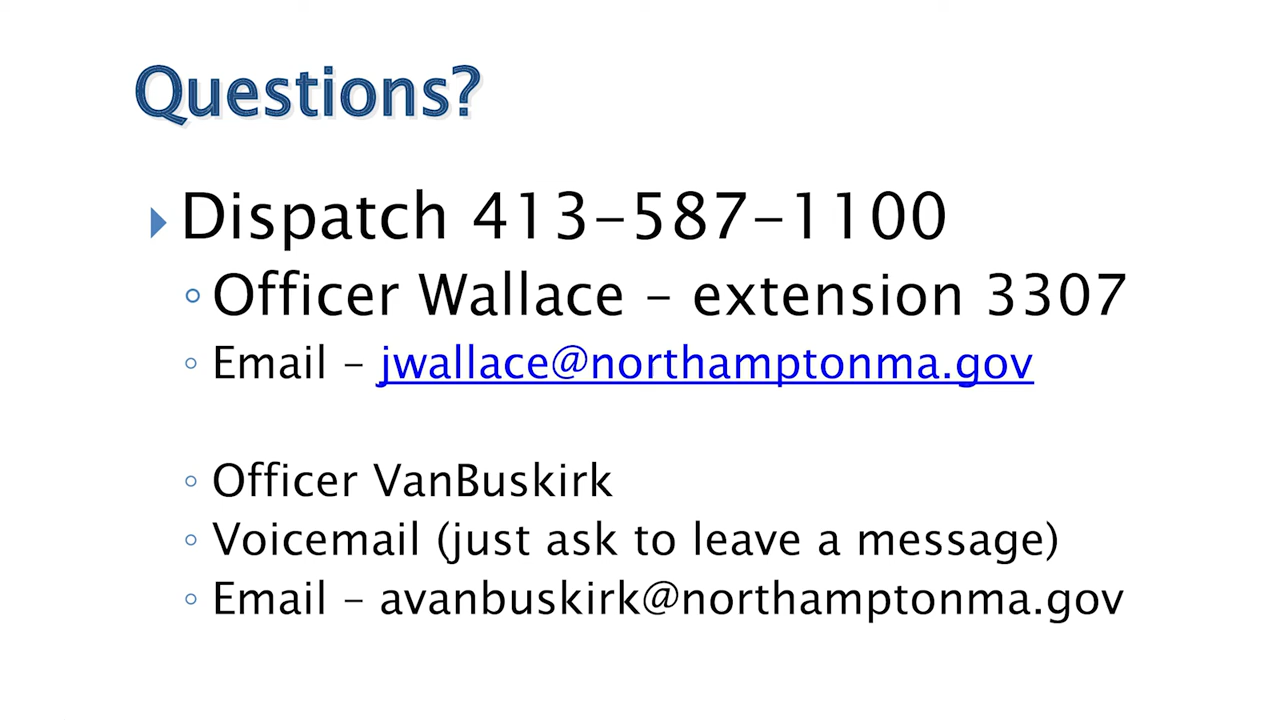 Questions?
Dispatch 413-587-1100
Officer Wallace – extension 3307
Email – jwallace@northamptonma.gov
Officer VanBuskirk
Voicemail (just ask to leave a message)
Email – avanbuskirk@northamptonma.gov